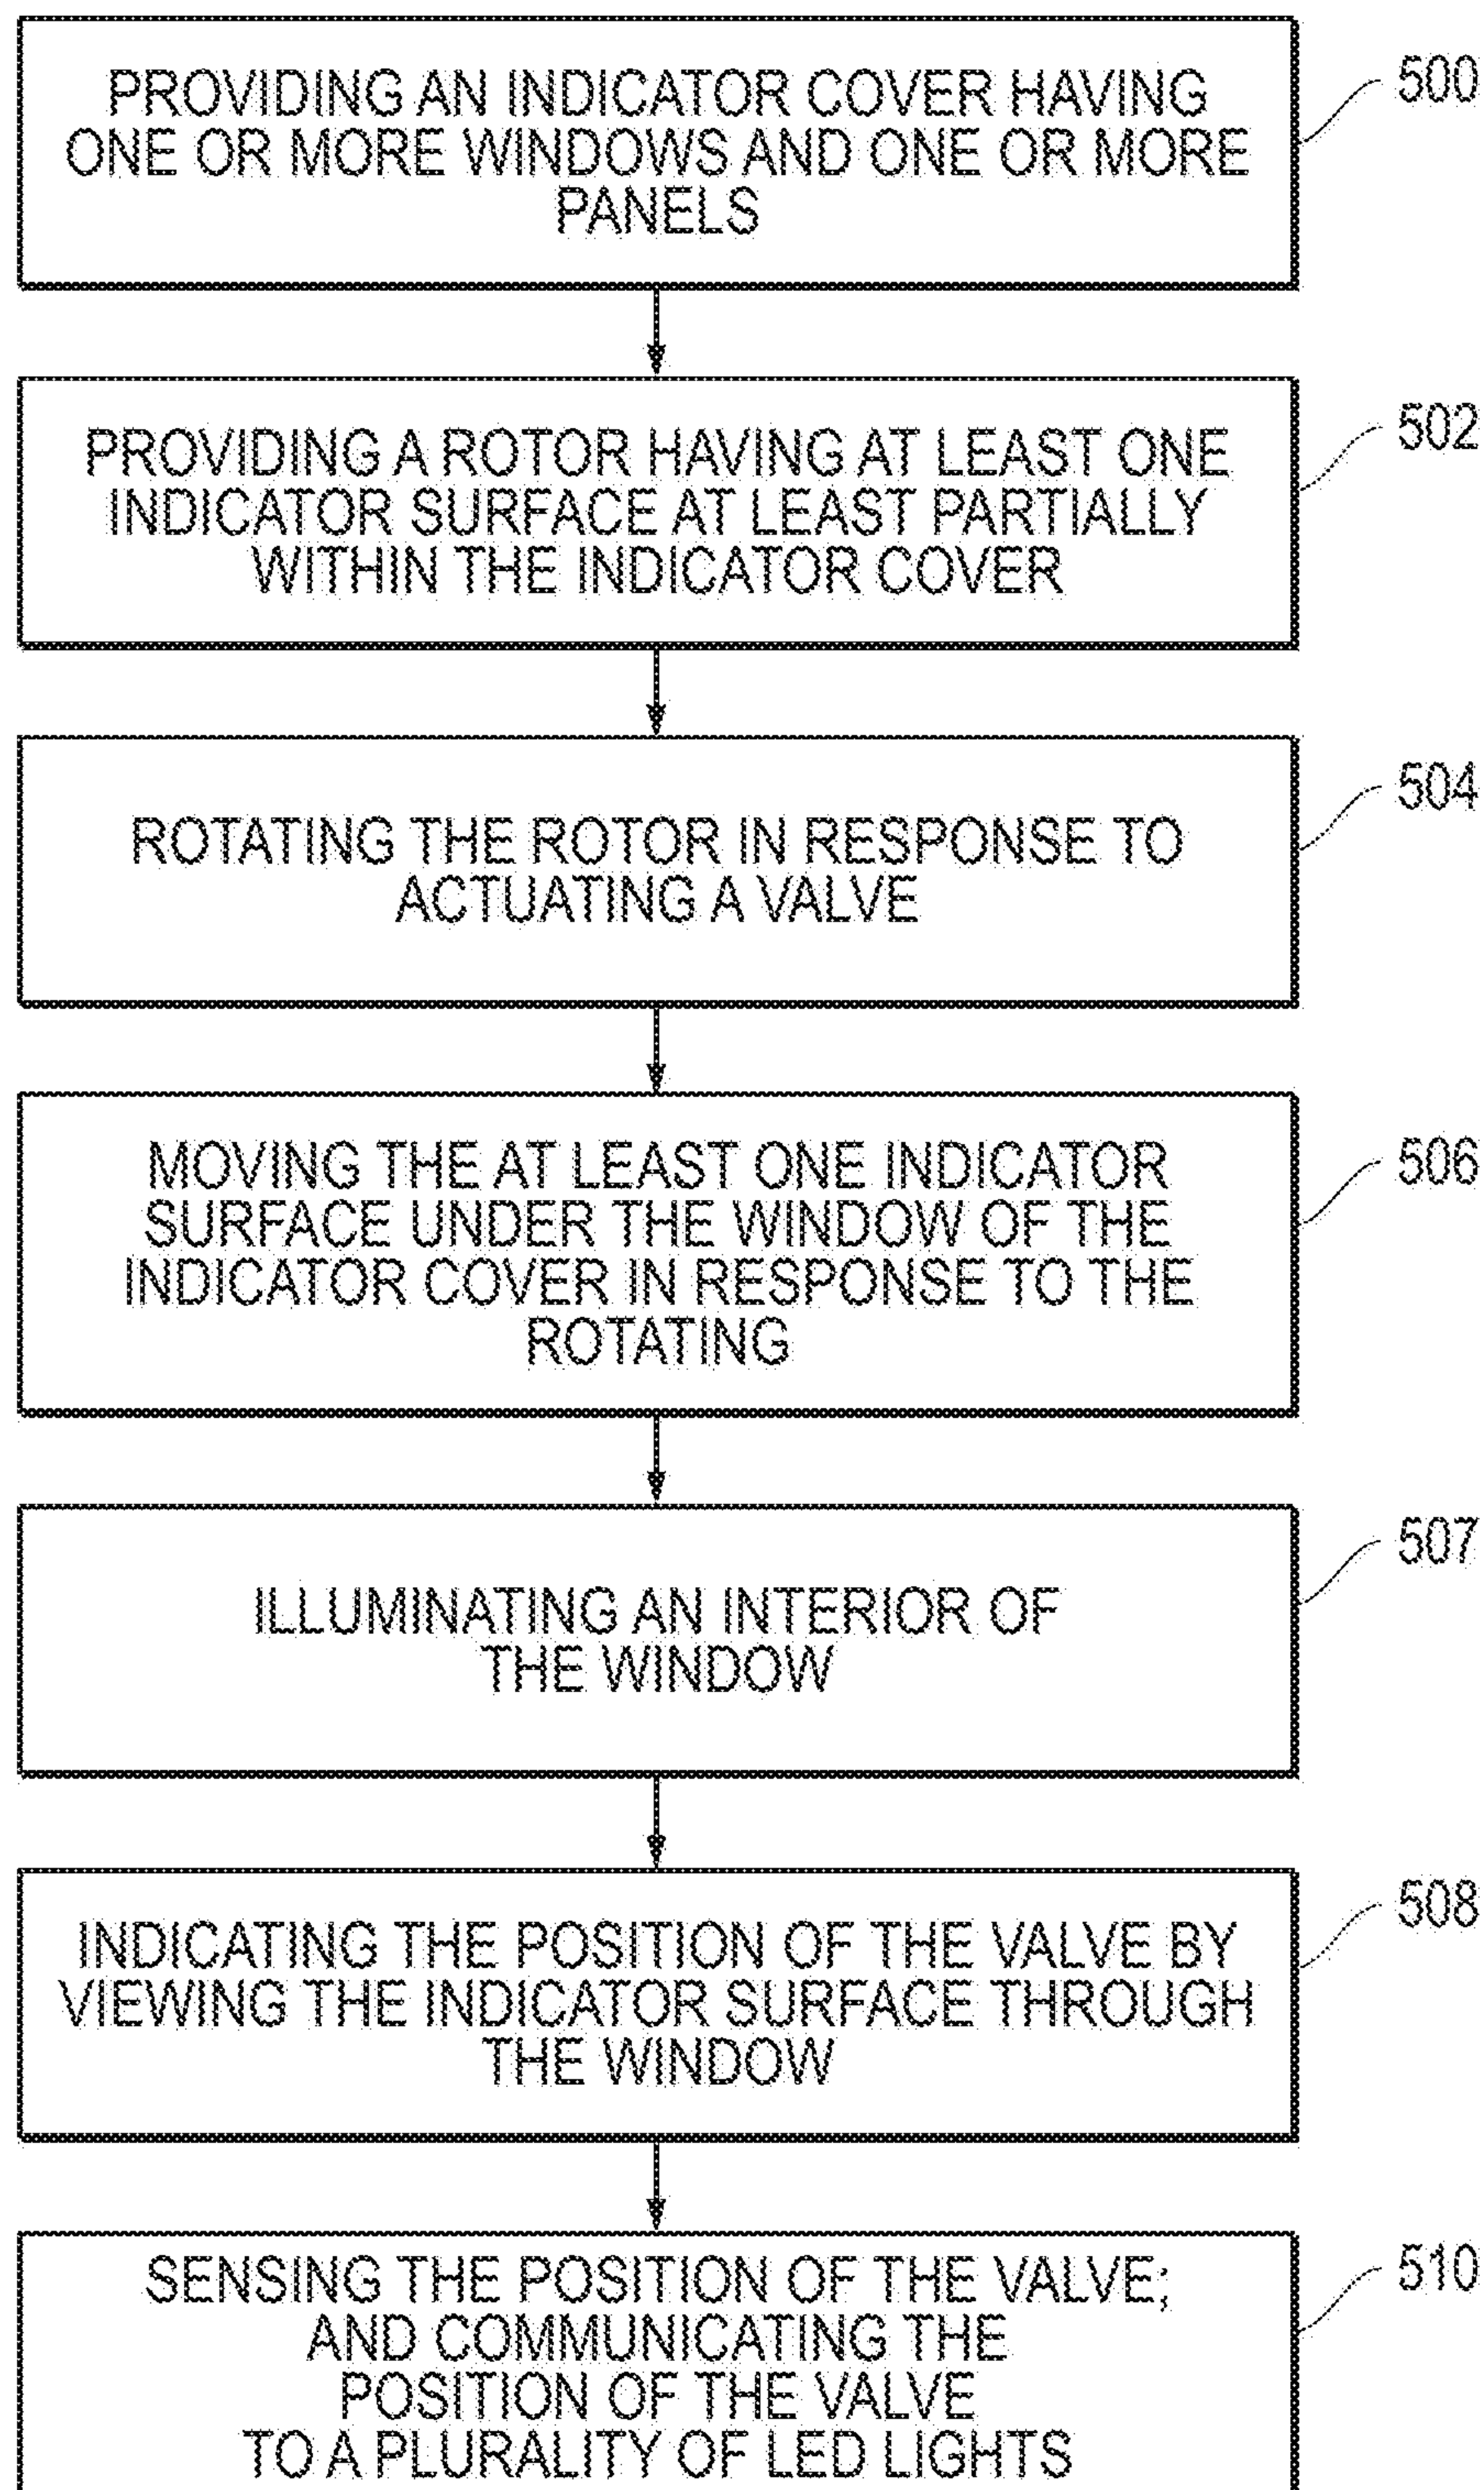 PROVIDING AN INDICATOR COVER HAVING
ONE OR MORE WINDOWS AND ONE OR MORE
PANELS
500
PROVIDING A ROTOR HAVING AT LEAST ONE
INDICATOR SURFACE AT LEAST PARTIALLY
WITHIN THE INDICATOR COVER
502
ROTATING THE ROTOR IN RESPONSE TO
ACTUATING A VALVE
504
MOVING THE AT LEAST ONE INDICATOR
SURFACE UNDER THE WINDOW OF THE
INDICATOR COVER IN RESPONSE TO THE
ROTATING
506
ILLUMINATING AN INTERIOR OF
THE WINDOW
507
INDICATING THE POSITION OF THE VALVE BY
VIEWING THE INDICATOR SURFACE THROUGH
THE WINDOW
508
SENSING THE POSITION OF THE VALVE;
AND COMMUNICATING THE
POSITION OF THE VALVE
TO A PLURALITY OF LED LIGHTS
510